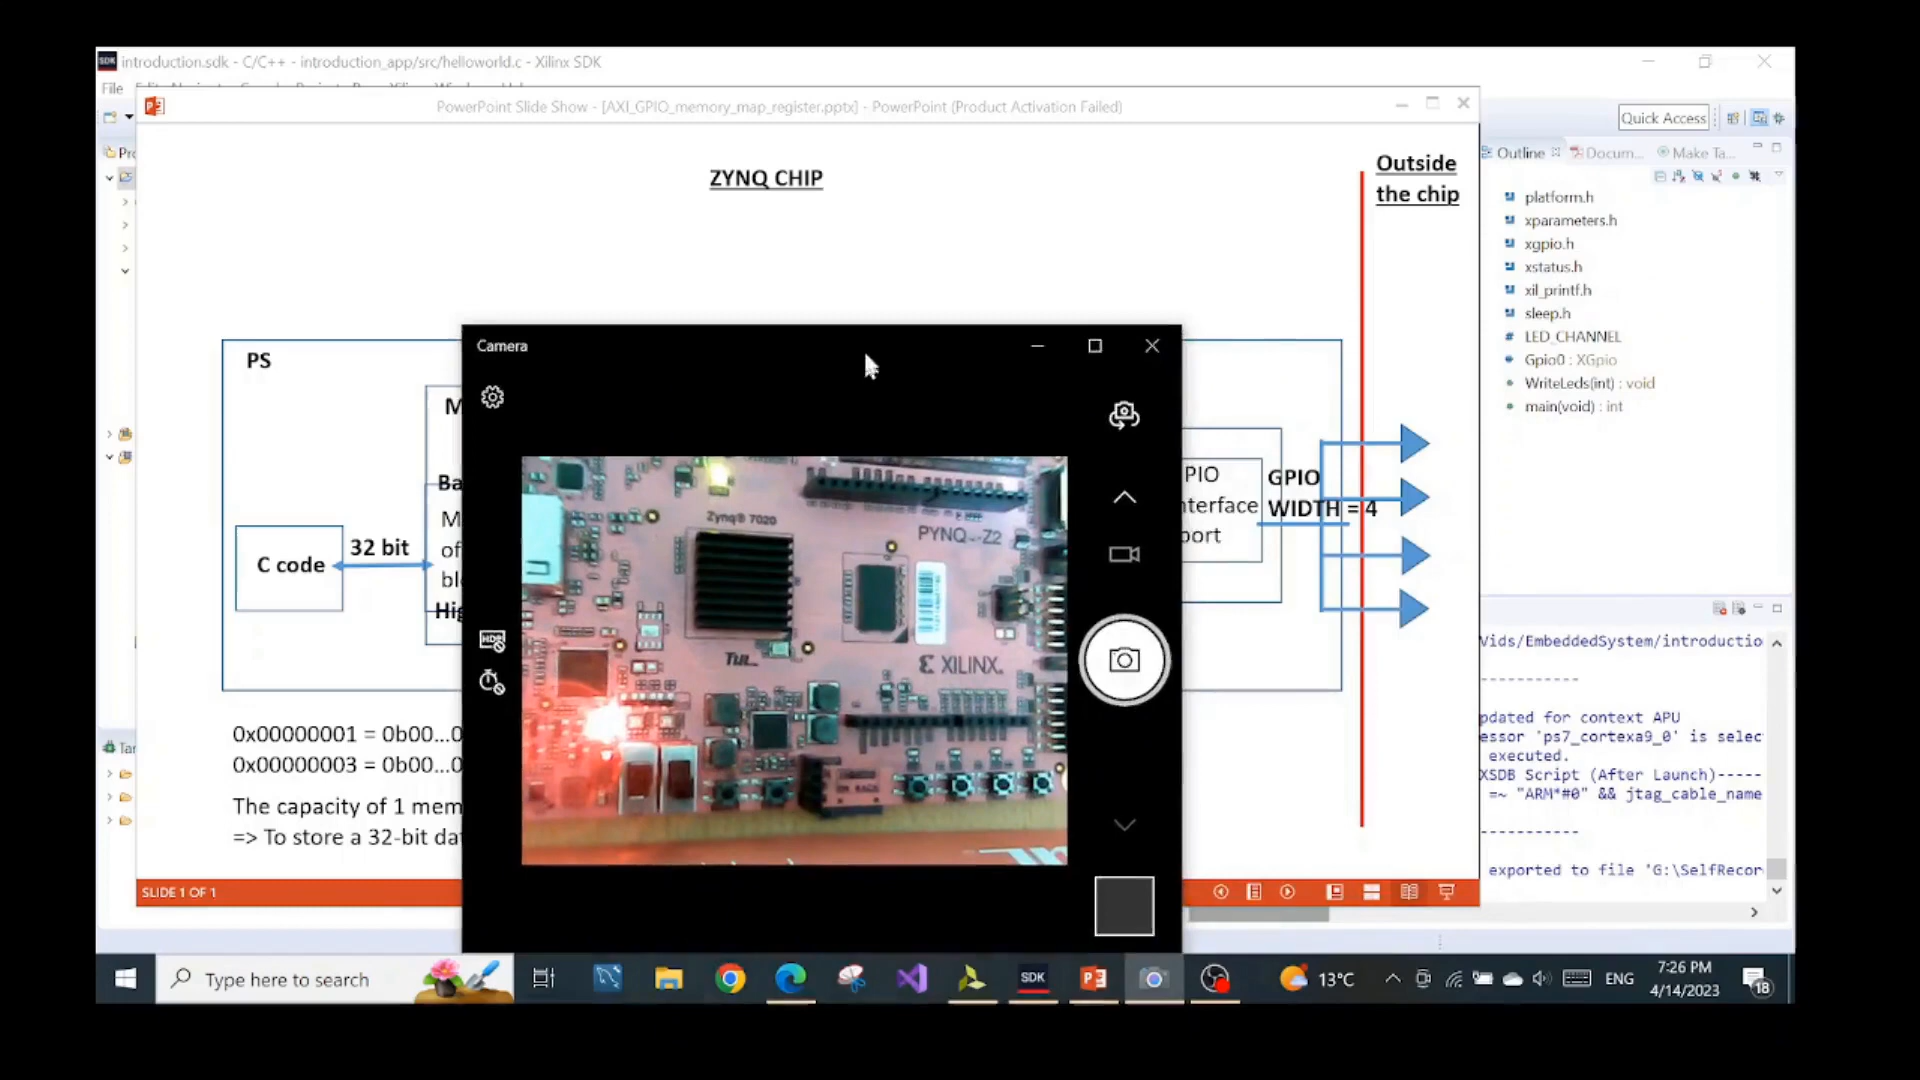 introduction.sdk - C/C++ - introduction_app/src/helloworld.c - Xilinx SDK
File
PowerPoint Slide Show - [AXI_GPIO_memory_map_register.pptx] - PowerPoint (Product Activation Failed)
Quick Access
Outline
Docum...
Make Ta...
ZYNQ CHIP
Outside
the chip
platform.h
xparameters.h
xgpio.h
xstatus.h
xil_printf.h
sleep.h
LED_CHANNEL
Gpio0 : XGpio
WriteLeds(int) : void
main(void) : int
PS
Camera
C code
32 bit
GPIO
WIDTH = 4
PIO
nterface
port
Zynq® 7020
PYNQ-Z2
TUL
XILINX
0x00000001 = 0b00...0
0x00000003 = 0b00...0
The capacity of 1 mem
=> To store a 32-bit dat
SLIDE 1 OF 1
Vids/EmbeddedSystem/introductio
-----------
pdated for context APU
essor 'ps7_cortexa9_0' is selec
executed.
XSDB Script (After Launch)-----
=~ "ARM*#0" && jtag_cable_name
-----------
exported to file 'G:\SelfRecor
Type here to search
SDK
13°C
ENG
7:26 PM
4/14/2023
18